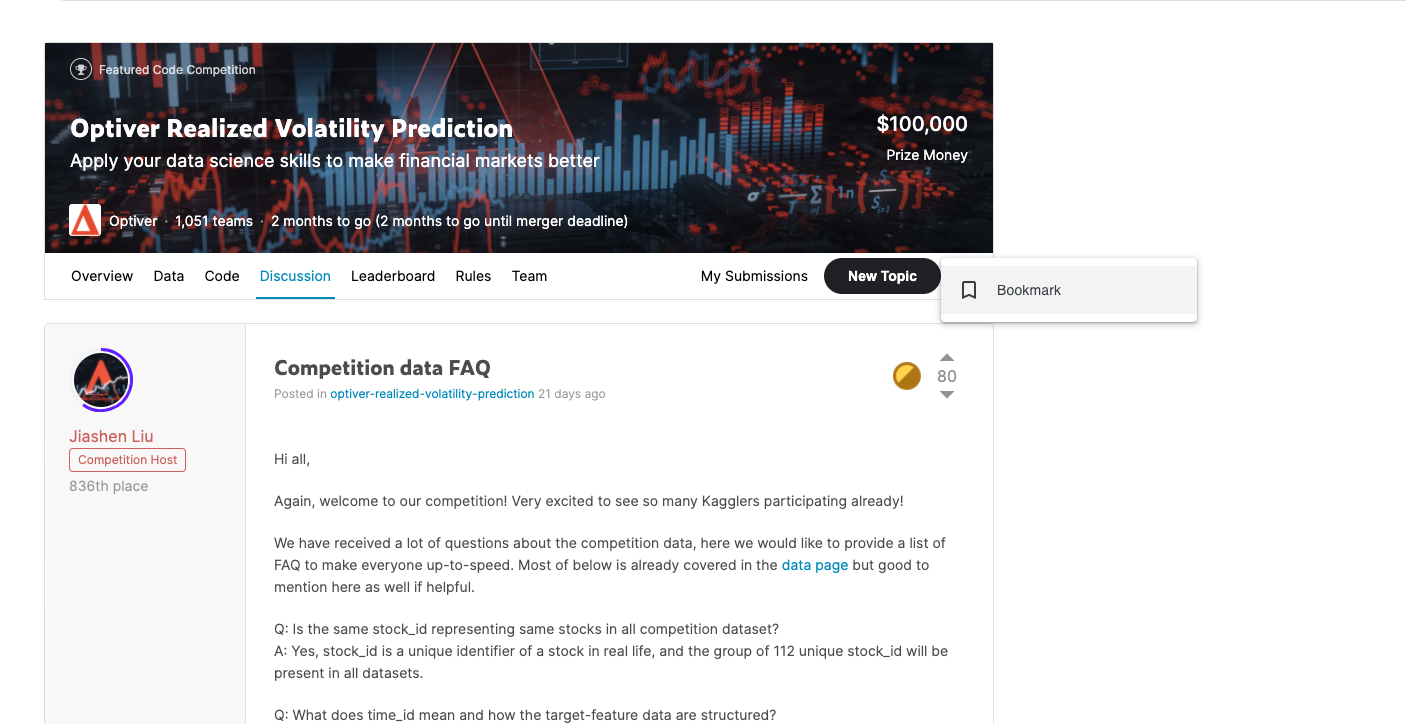 Featured Code Competition
Optiver Realized Volatility Prediction
$100,000
Apply your data science skills to make financial markets better
Prize Money
Optiver · 1,051 teams · 2 months to go (2 months to go until merger deadline)
Overview Data Code Discussion Leaderboard Rules Team My Submissions New Topic
Bookmark
Competition data FAQ
80
Posted in optiver-realized-volatility-prediction 21 days ago
Jiashen Liu
Competition Host
836th place
Hi all,
Again, welcome to our competition! Very excited to see so many Kagglers participating already!
We have received a lot of questions about the competition data, here we would like to provide a list of
FAQ to make everyone up-to-speed. Most of below is already covered in the data page but good to
mention here as well if helpful.
Q: Is the same stock_id representing same stocks in all competition dataset?
A: Yes, stock_id is a unique identifier of a stock in real life, and the group of 112 unique stock_id will be
present in all datasets.
Q: What does time_id mean and how the target-feature data are structured?